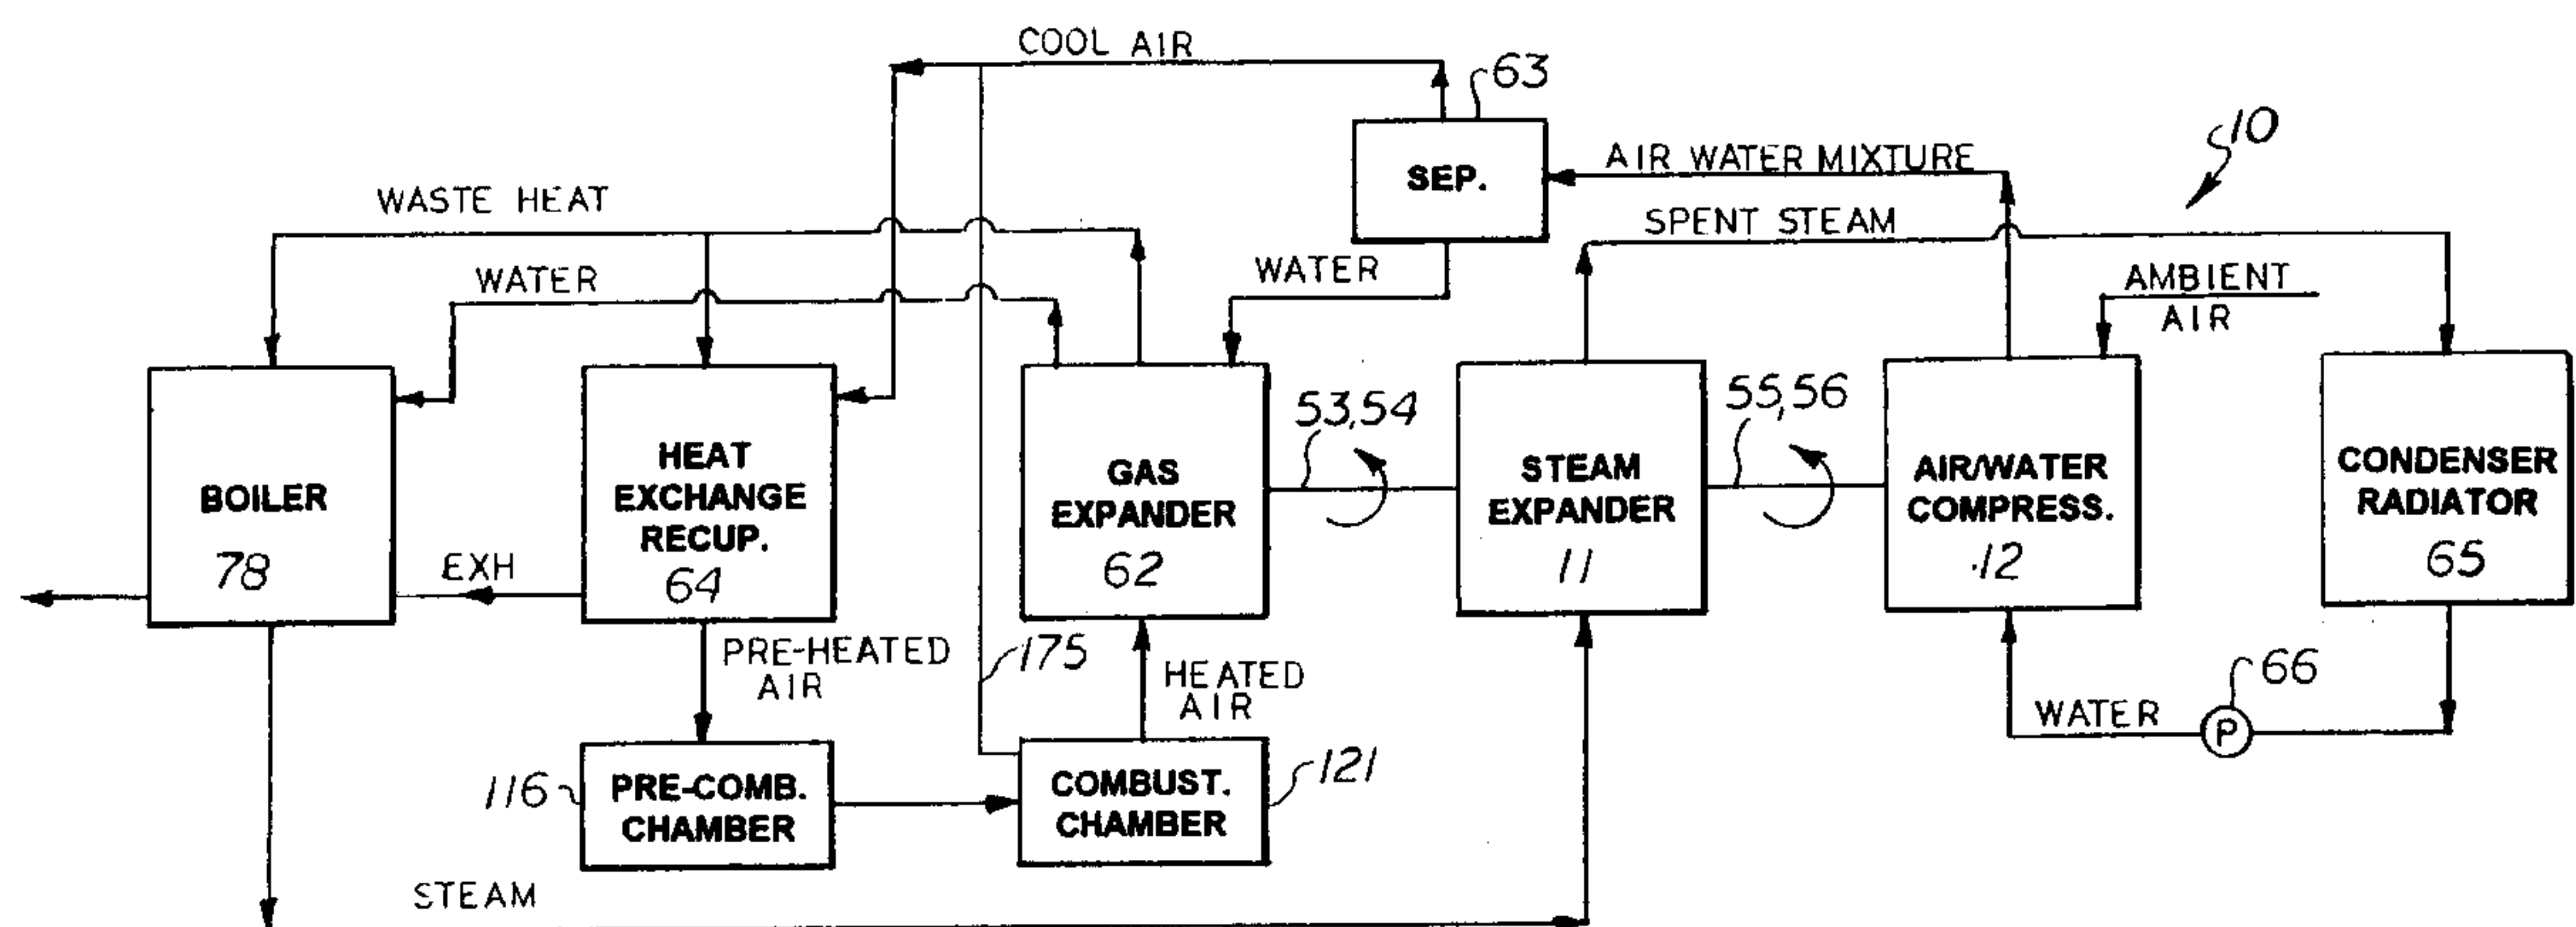 COOL AIR
63
10
SEP.
AIR WATER MIXTURE
WASTE HEAT
SPENT STEAM
WATER
WATER
AMBIENT
AIR
53,54
55,56
BOILER
78
HEAT
EXCHANGE
RECUP.
64
GAS
EXPANDER
62
STEAM
EXPANDER
11
AIR/WATER
COMPRESS.
12
CONDENSER
RADIATOR
65
EXH
PRE-HEATED
AIR
175
HEATED
AIR
66
WATER
P
116
PRE-COMB.
CHAMBER
COMBUST.
CHAMBER
121
STEAM